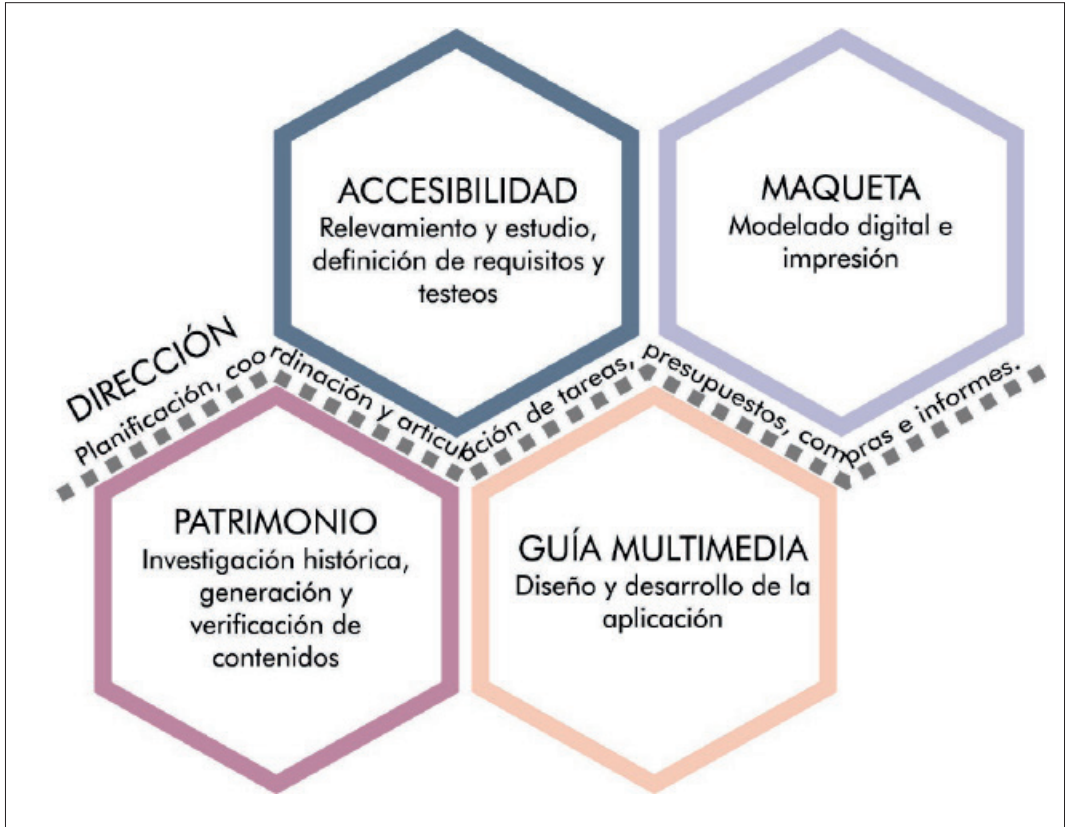 ACCESIBILIDAD
Relevamiento y estudio,
definición de requisitos y
testeos
MAQUETA
Modelado digital e
impresión
DIRECCIÓN
Planificación, coordinación y articulación de tareas, presupuestos, compras e informes.
PATRIMONIO
Investigación histórica,
generación y
verificación de
contenidos
GUÍA MULTIMEDIA
Diseño y desarrollo de la
aplicación